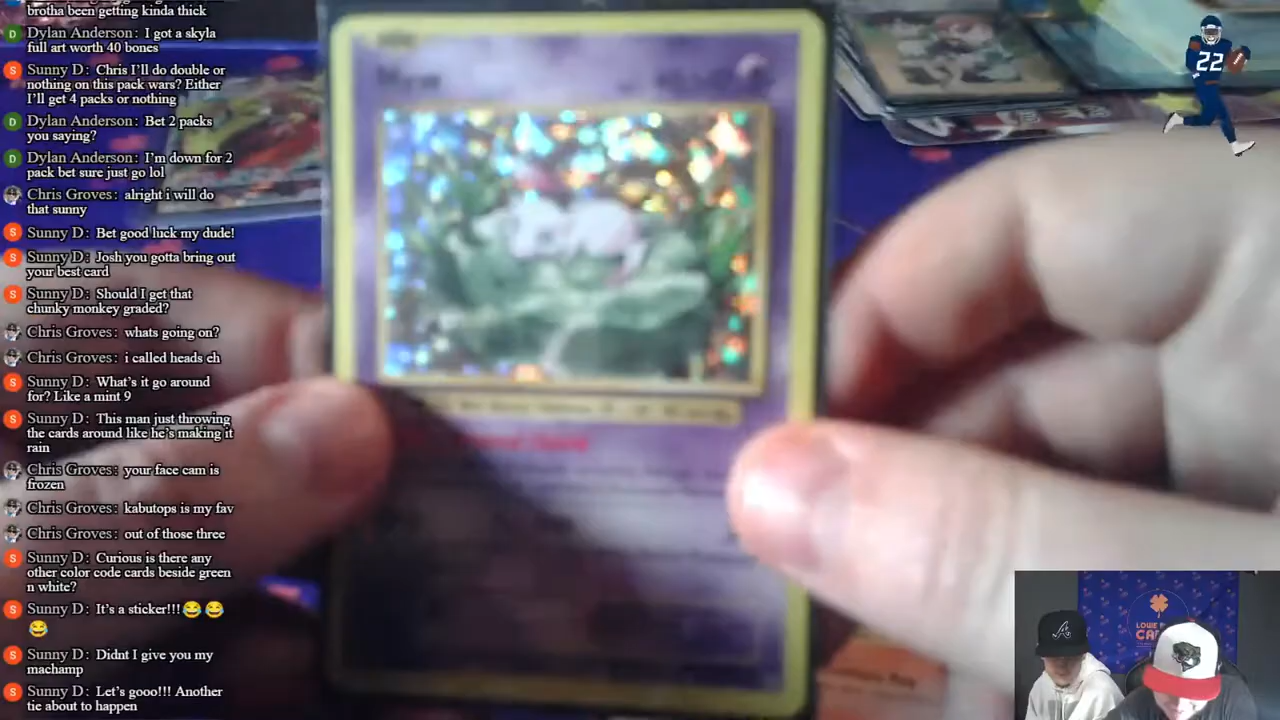 brotha been getting kinda thick
D Dylan Anderson: I got a skyla
full art worth 40 bones
S Sunny D: Chris I'll do double or
nothing on this pack wars? Either
I'll get 4 packs or nothing
D Dylan Anderson: Bet 2 packs
you saying?
D Dylan Anderson: I'm down for 2
pack bet sure just go lol
Chris Groves: alright i will do
that sunny
S Sunny D: Bet good luck my dude!
S Sunny D: Josh you gotta bring out
your best card
S Sunny D: Should I get that
chunky monkey graded?
Chris Groves: whats going on?
Chris Groves: i called heads eh
S Sunny D: What's it go around
for? Like a mint 9
S Sunny D: This man just throwing
the cards around like he's making it
rain
Chris Groves: your face cam is
frozen
Chris Groves: kabutops is my fav
Chris Groves: out of those three
S Sunny D: Curious is there any
other color code cards beside green
n white?
S Sunny D: It's a sticker!!!😂😂
😂
S Sunny D: Didnt I give you my
machamp
S Sunny D: Let's gooo!!! Another
tie about to happen
22
Mew
A